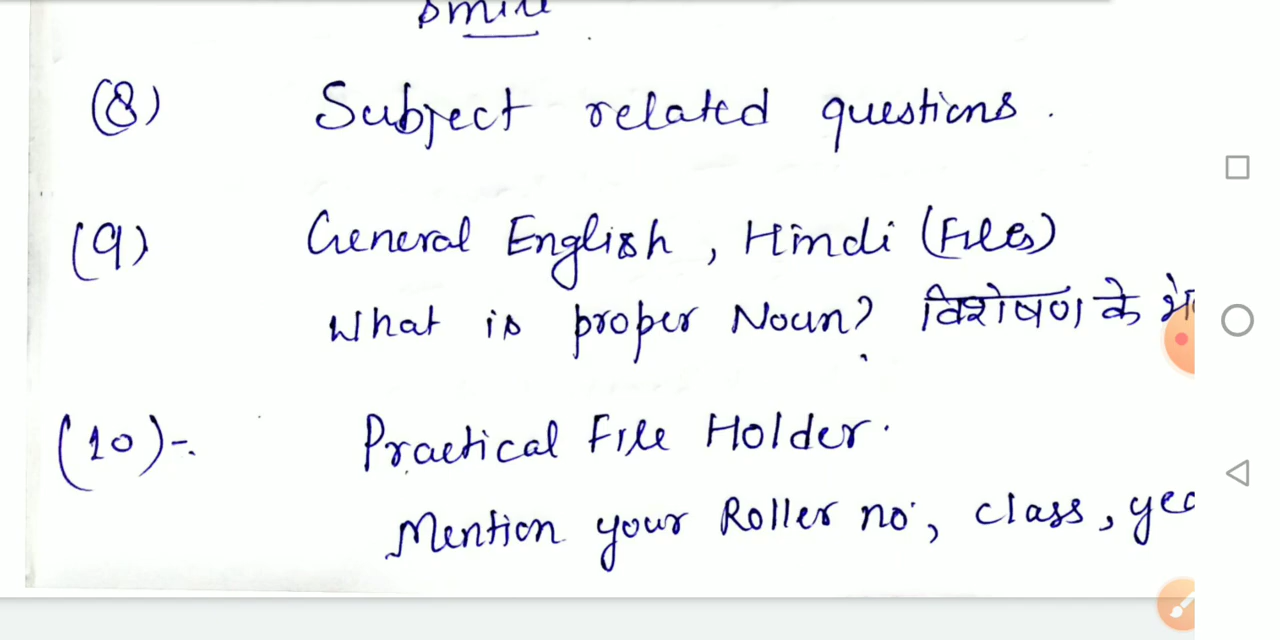 smile
(8) Subject related questions.
(9) General English, Hindi (Files)
What is proper Noun? विशेषण के
(10)-. Practical File Holder.
Mention your Roller no., class,